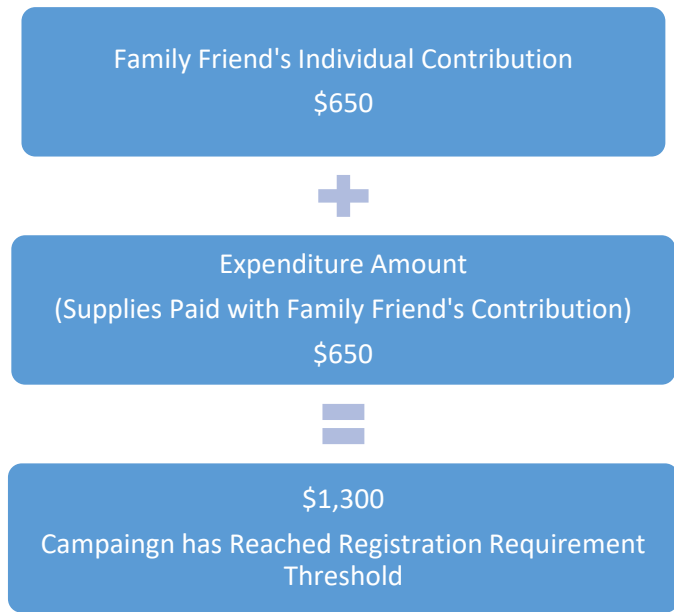 Family Friend's Individual Contribution
$650
Expenditure Amount
(Supplies Paid with Family Friend's Contribution)
$650
$1,300
Campaingn has Reached Registration Requirement
Threshold